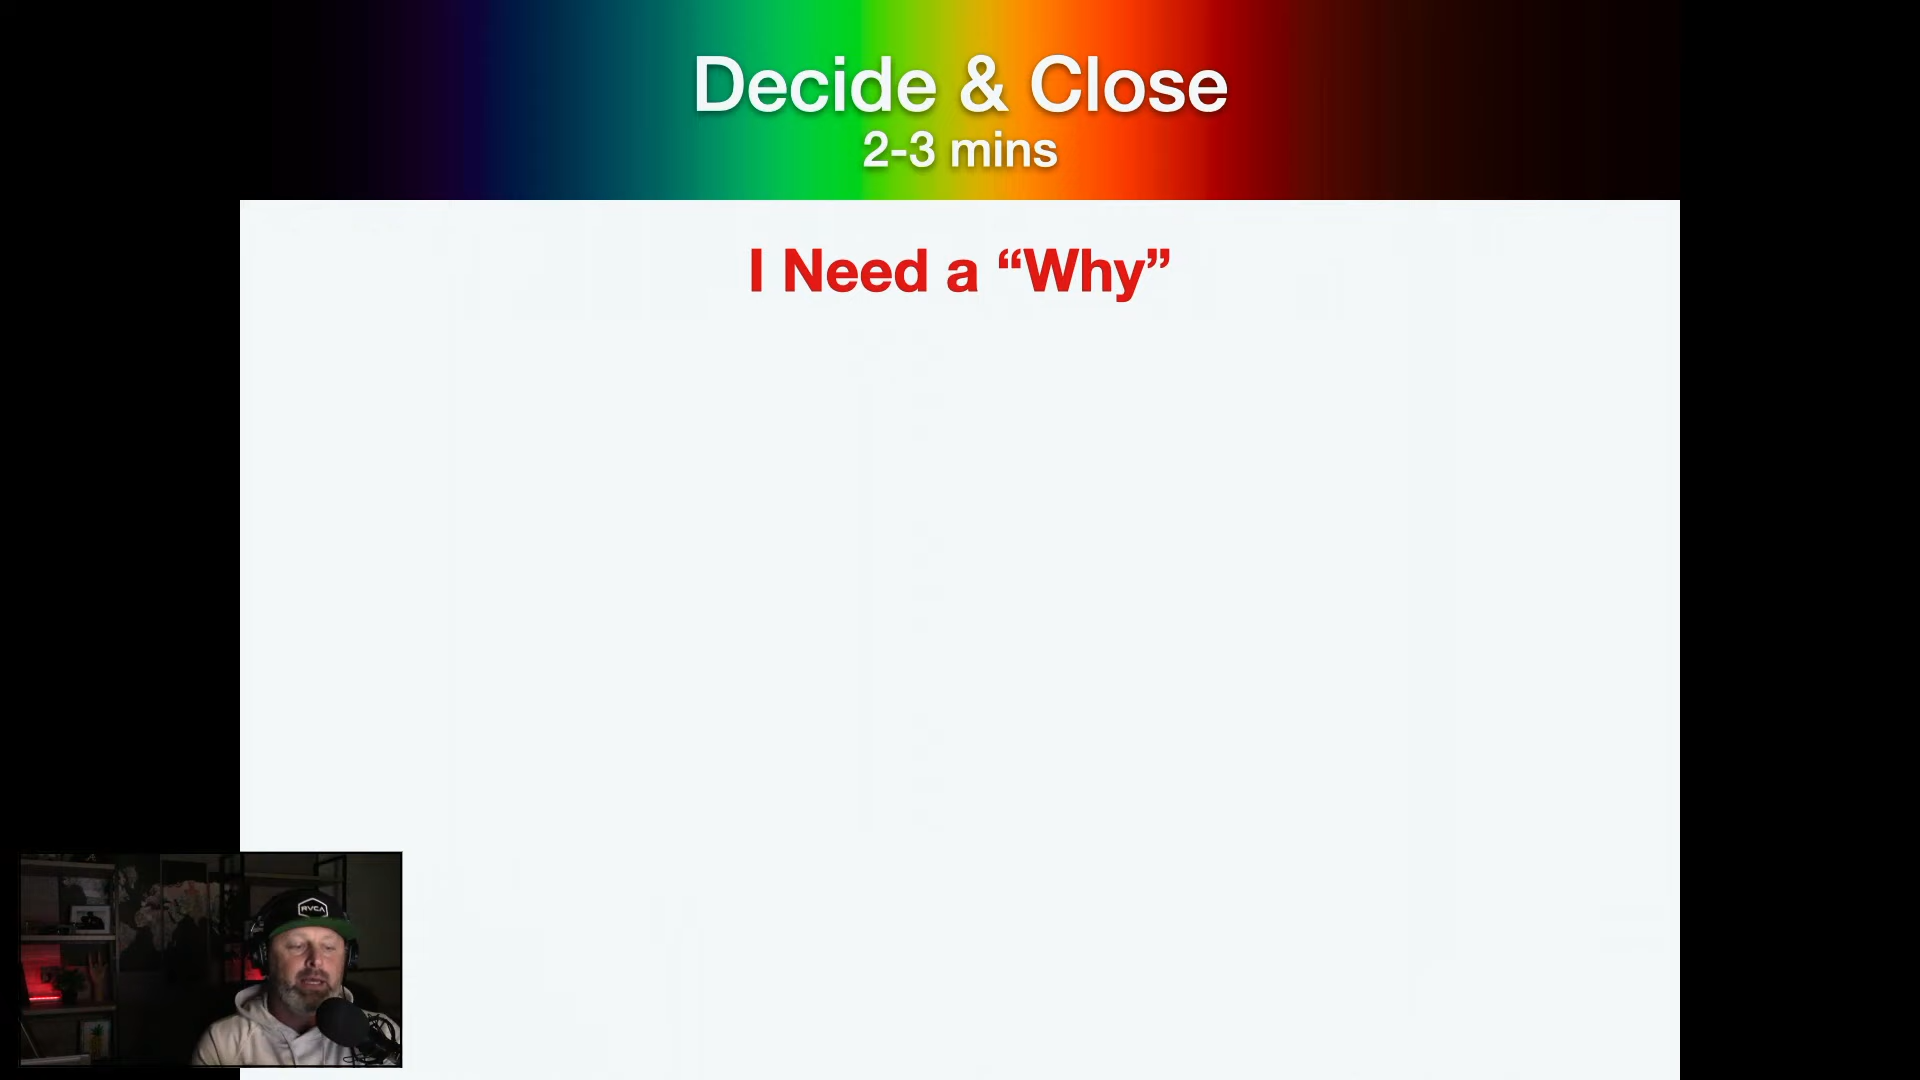 Decide & Close
2-3 mins
I Need a “Why”
RVCA